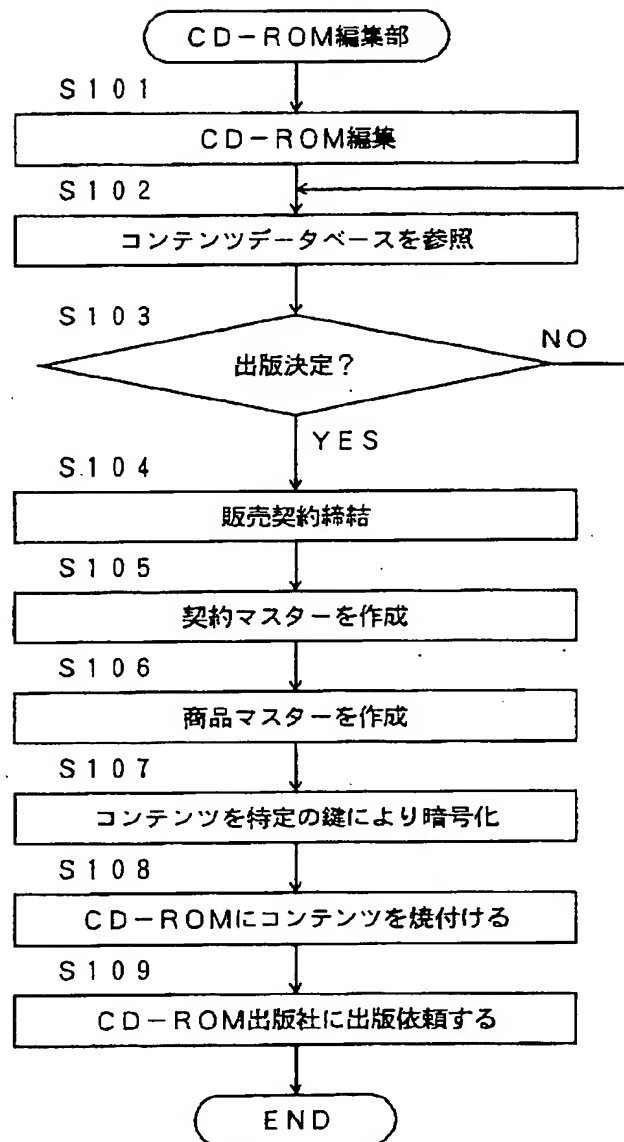 CD-ROM編集部
S101
CD-ROM編集
S102
コンテンツデータベースを参照
S103
出版決定?
NO
YES
S104
販売契約締結
S105
契約マスターを作成
S106
商品マスターを作成
S107
コンテンツを特定の鍵により暗号化
S108
CD-ROMにコンテンツを焼付ける
S109
CD-ROM出版社に出版依頼する
END